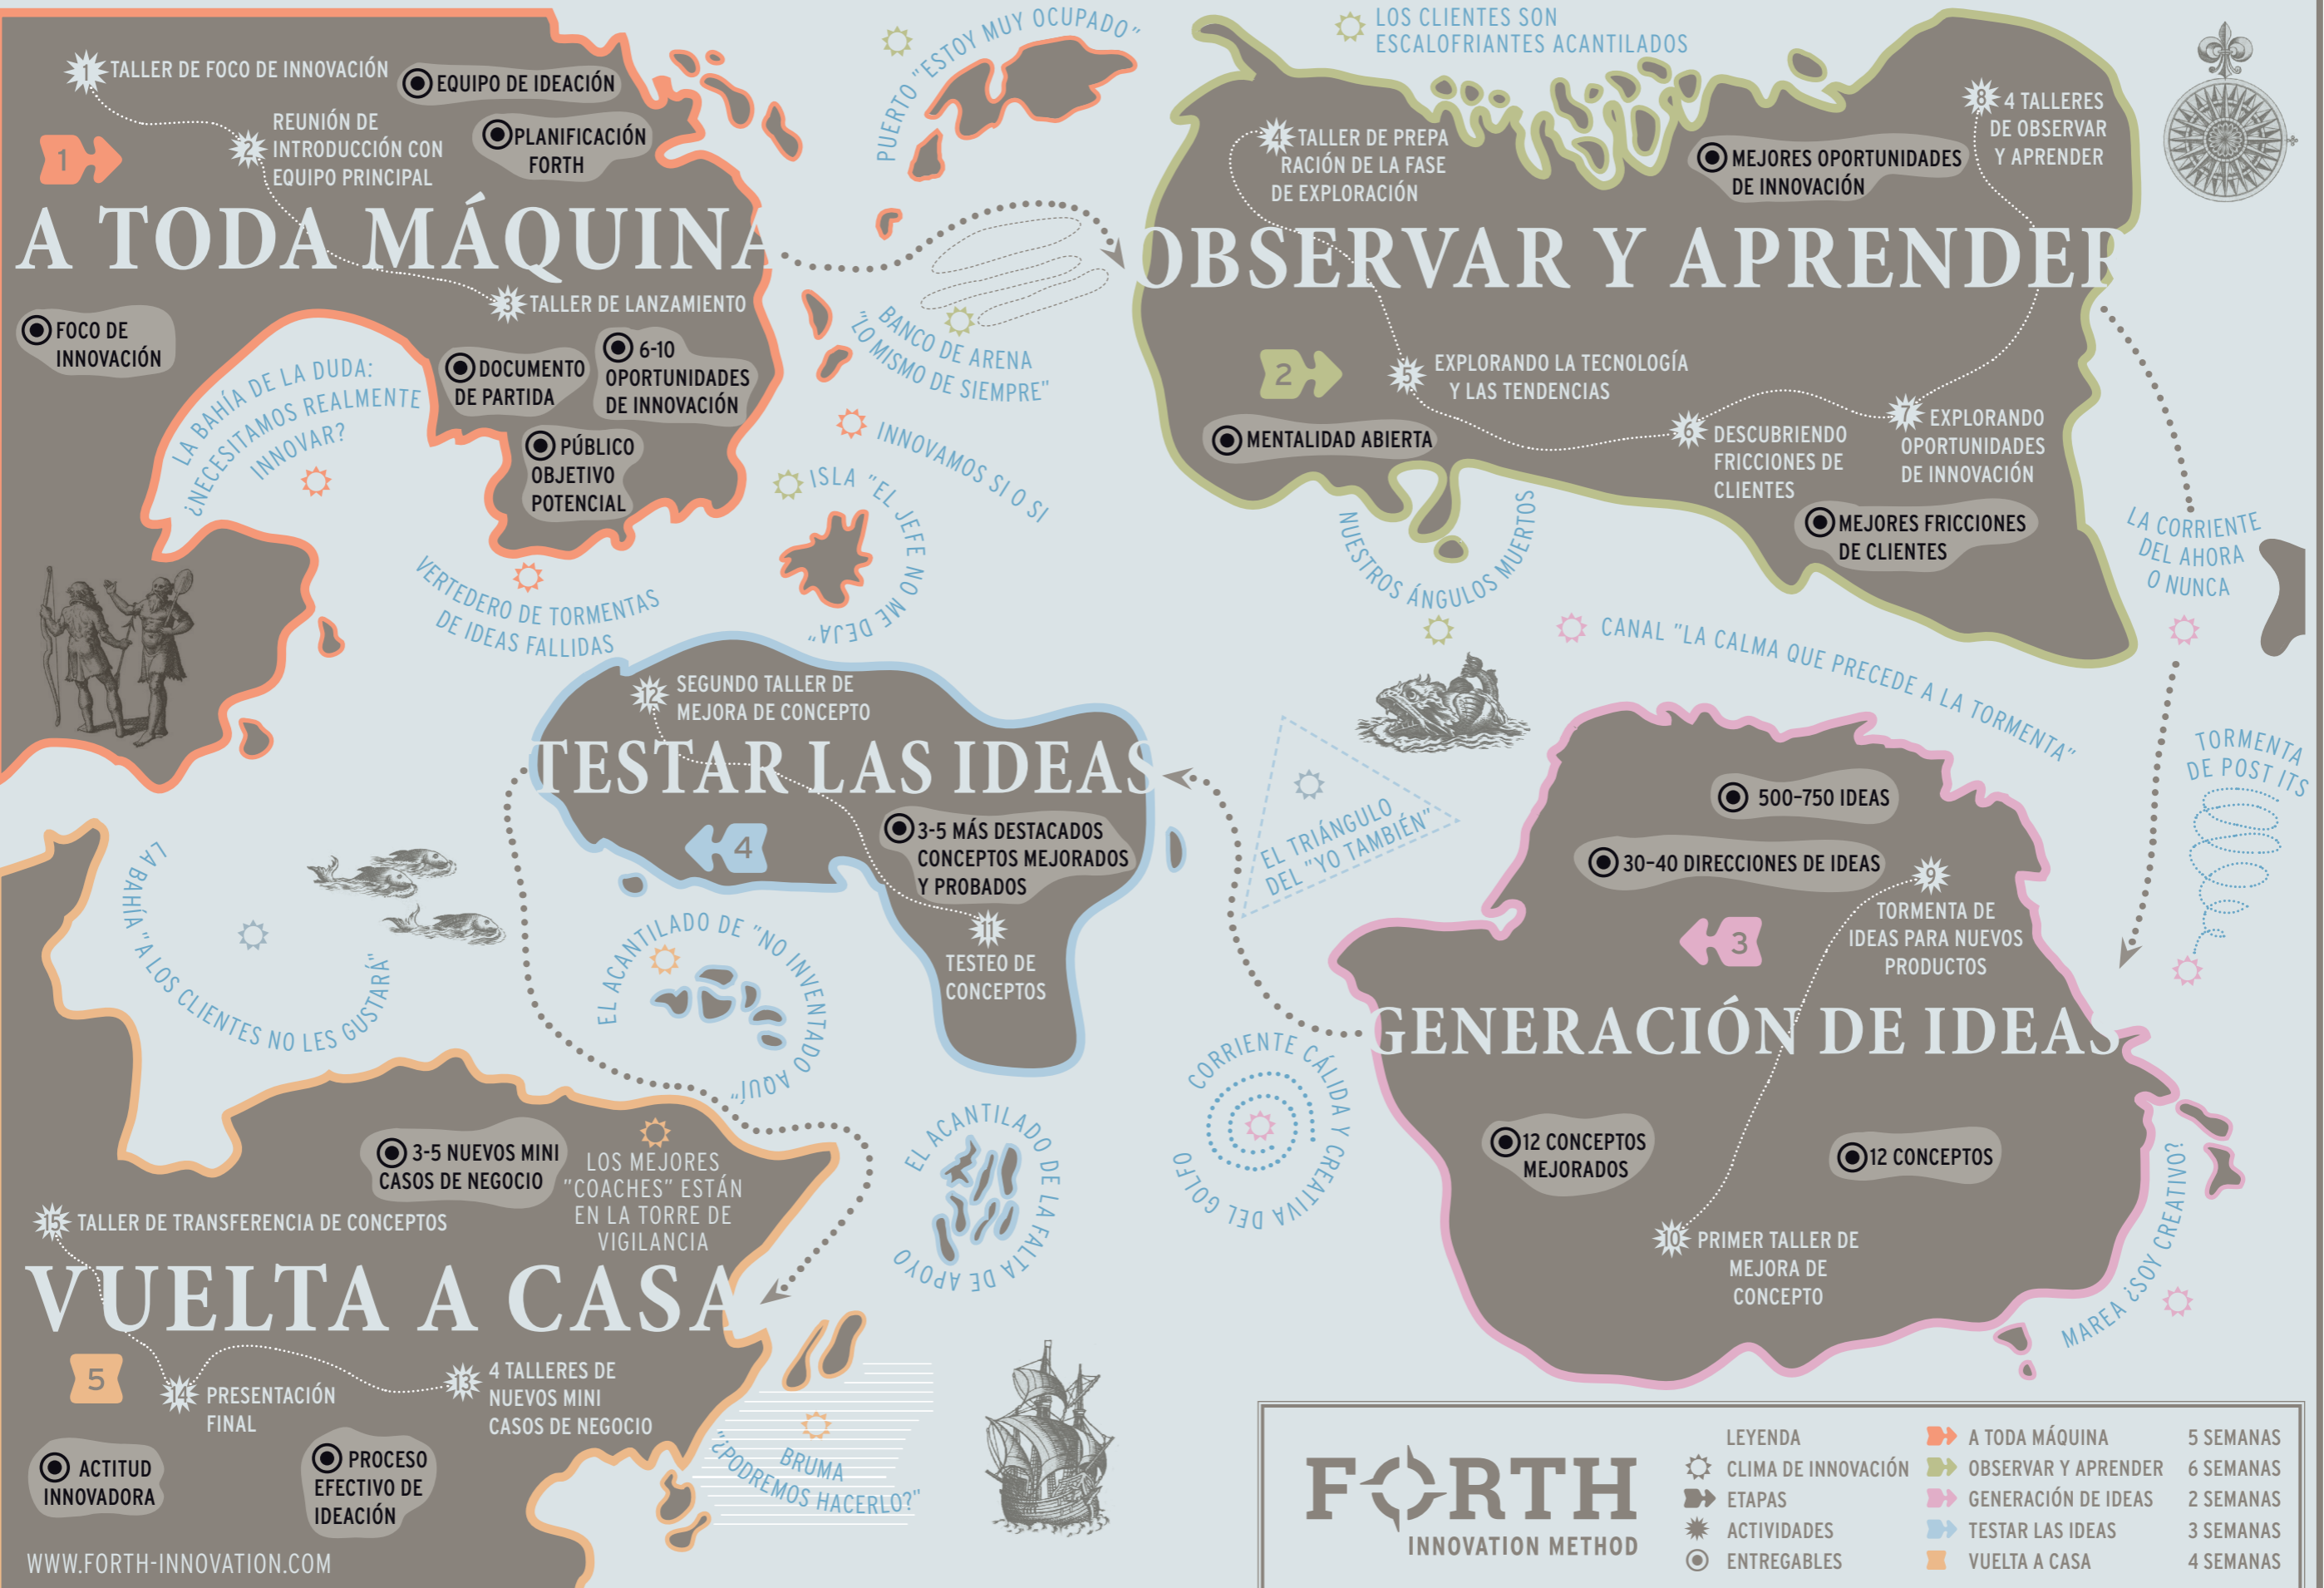 1
TALLER DE FOCO DE INNOVACIÓN
EQUIPO DE IDEACIÓN
1
2
REUNIÓN DE
INTRODUCCIÓN CON
EQUIPO PRINCIPAL
PLANIFICACIÓN
FORTH
A TODA MÁQUINA
3
TALLER DE LANZAMIENTO
FOCO DE
INNOVACIÓN
DOCUMENTO
DE PARTIDA
6-10
OPORTUNIDADES
DE INNOVACIÓN
PÚBLICO
OBJETIVO
POTENCIAL
LA BAHÍA DE LA DUDA:
¿NECESITAMOS REALMENTE
INNOVAR?
VERTEDERO DE TORMENTAS
DE IDEAS FALLIDAS
PUERTO "ESTOY MUY OCUPADO"
BANCO DE ARENA
"LO MISMO DE SIEMPRE"
INNOVAMOS SI O SI
ISLA "EL JEFE NO ME DEJA"
LOS CLIENTES SON
ESCALOFRIANTES ACANTILADOS
4
TALLER DE PREPA
RACIÓN DE LA FASE
DE EXPLORACIÓN
MEJORES OPORTUNIDADES
DE INNOVACIÓN
8
4 TALLERES
DE OBSERVAR
Y APRENDER
OBSERVAR Y APRENDER
2
5
EXPLORANDO LA TECNOLOGÍA
Y LAS TENDENCIAS
MENTALIDAD ABIERTA
6
DESCUBRIENDO
FRICCIONES DE
CLIENTES
7
EXPLORANDO
OPORTUNIDADES
DE INNOVACIÓN
MEJORES FRICCIONES
DE CLIENTES
NUESTROS ÁNGULOS MUERTOS
LA CORRIENTE
DEL AHORA
O NUNCA
CANAL "LA CALMA QUE PRECEDE A LA TORMENTA"
TORMENTA
DE POST ITS
12
SEGUNDO TALLER DE
MEJORA DE CONCEPTO
TESTAR LAS IDEAS
4
3-5 MÁS DESTACADOS
CONCEPTOS MEJORADOS
Y PROBADOS
11
TESTEO DE
CONCEPTOS
EL TRIÁNGULO
DEL "YO TAMBIÉN"
500-750 IDEAS
30-40 DIRECCIONES DE IDEAS
9
TORMENTA DE
IDEAS PARA NUEVOS
PRODUCTOS
3
GENERACIÓN DE IDEAS
12 CONCEPTOS
MEJORADOS
12 CONCEPTOS
10
PRIMER TALLER DE
MEJORA DE
CONCEPTO
MAREA ¿SOY CREATIVO?
CORRIENTE CÁLIDA Y CREATIVA DEL GOLFO
LA BAHÍA "A LOS CLIENTES NO LES GUSTARÁ"
EL ACANTILADO DE "NO INVENTADO AQUÍ"
EL ACANTILADO DE LA FALTA DE APOYO
3-5 NUEVOS MINI
CASOS DE NEGOCIO
LOS MEJORES
"COACHES" ESTÁN
EN LA TORRE DE
VIGILANCIA
15
TALLER DE TRANSFERENCIA DE CONCEPTOS
VUELTA A CASA
5
14
PRESENTACIÓN
FINAL
13
4 TALLERES DE
NUEVOS MINI
CASOS DE NEGOCIO
ACTITUD
INNOVADORA
PROCESO
EFECTIVO DE
IDEACIÓN
BRUMA
"¿PODREMOS HACERLO?"
WWW.FORTH-INNOVATION.COM
FORTH
INNOVATION METHOD
LEYENDA
CLIMA DE INNOVACIÓN
ETAPAS
ACTIVIDADES
ENTREGABLES
A TODA MÁQUINA 5 SEMANAS
OBSERVAR Y APRENDER 6 SEMANAS
GENERACIÓN DE IDEAS 2 SEMANAS
TESTAR LAS IDEAS 3 SEMANAS
VUELTA A CASA 4 SEMANAS